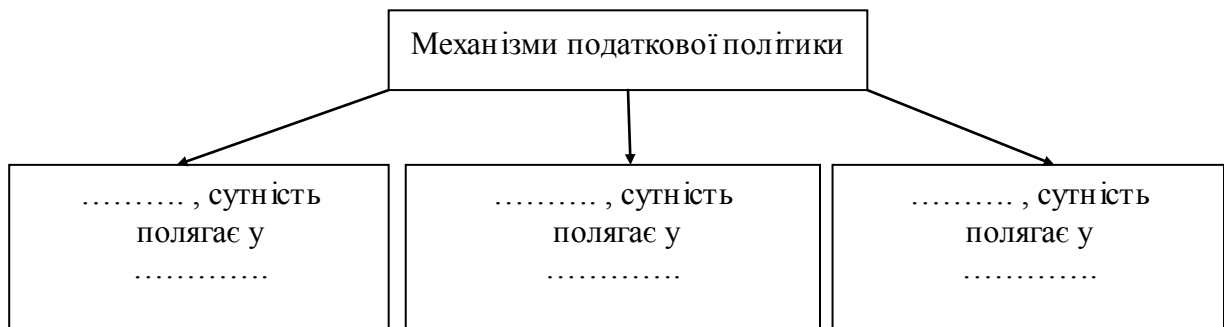 Механізми податкової політики
………. , сутність
полягає у
………….
………. , сутність
полягає у
………….
………. , сутність
полягає у
………….